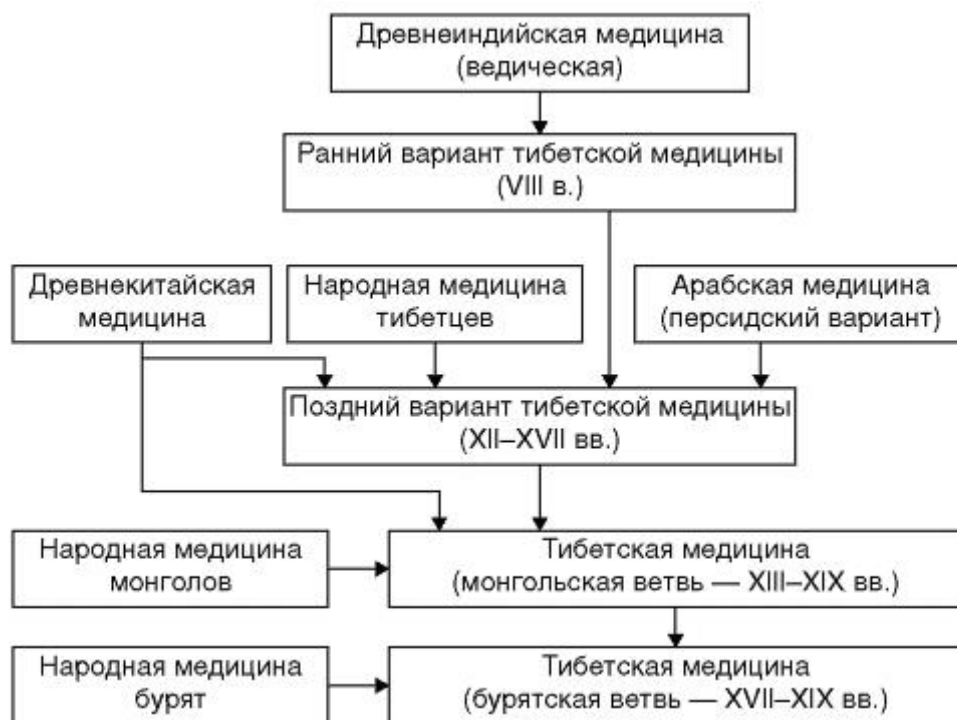 Древнеиндийская медицина
(ведическая)
Ранний вариант тибетской медицины
(VIII в.)
Древнекитайская
медицина
Народная медицина
тибетцев
Арабская медицина
(персидский вариант)
Поздний вариант тибетской медицины
(XII–XVII вв.)
Народная медицина
монголов
Тибетская медицина
(монгольская ветвь — XIII–XIX вв.)
Народная медицина
бурят
Тибетская медицина
(бурятская ветвь — XVII–XIX вв.)